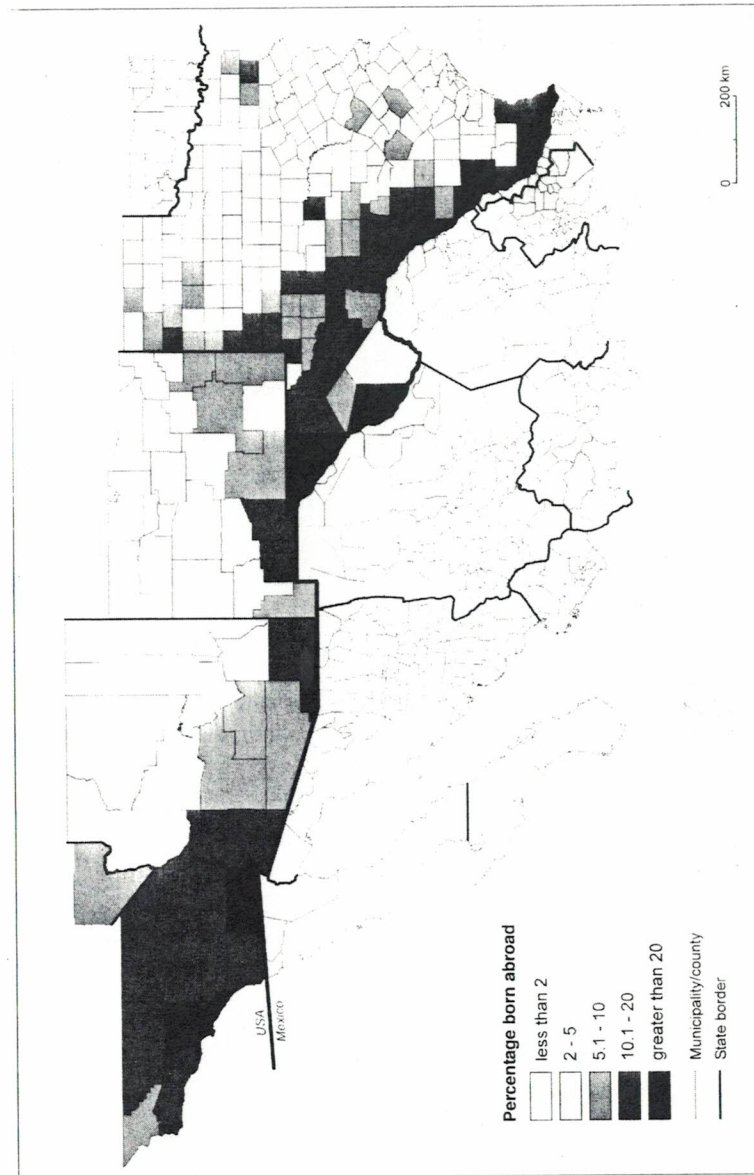 USA
Mexico
Percentage born abroad
less than 2
2 - 5
5.1 - 10
10.1 - 20
greater than 20
Municipality/county
State border
0 200 km